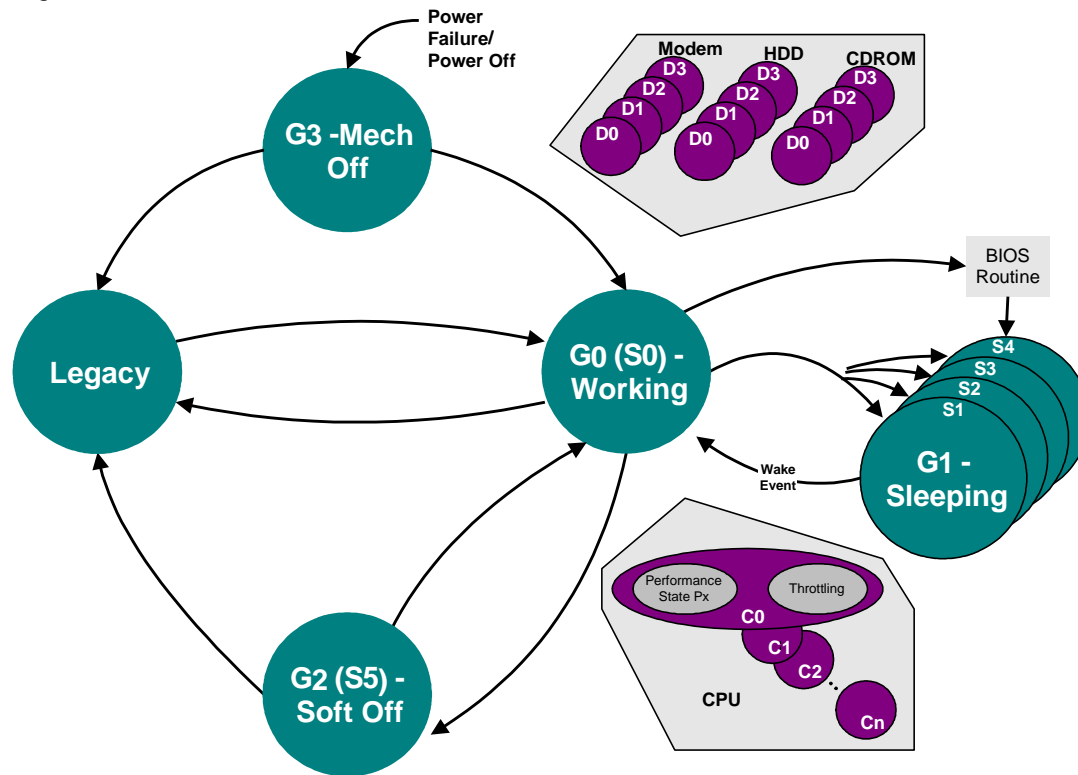 Power
Failure/
Power Off
G3 -Mech
Off
Modem
D3
D2
D1
D0
HDD
D3
D2
D1
D0
CDROM
D3
D2
D1
D0
BIOS
Routine
Legacy
G0 (S0) -
Working
S4
S3
S2
S1
G1 -
Sleeping
Wake
Event
Performance
State Px
Throttling
C0
C1
C2
Cn
CPU
G2 (S5) -
Soft Off